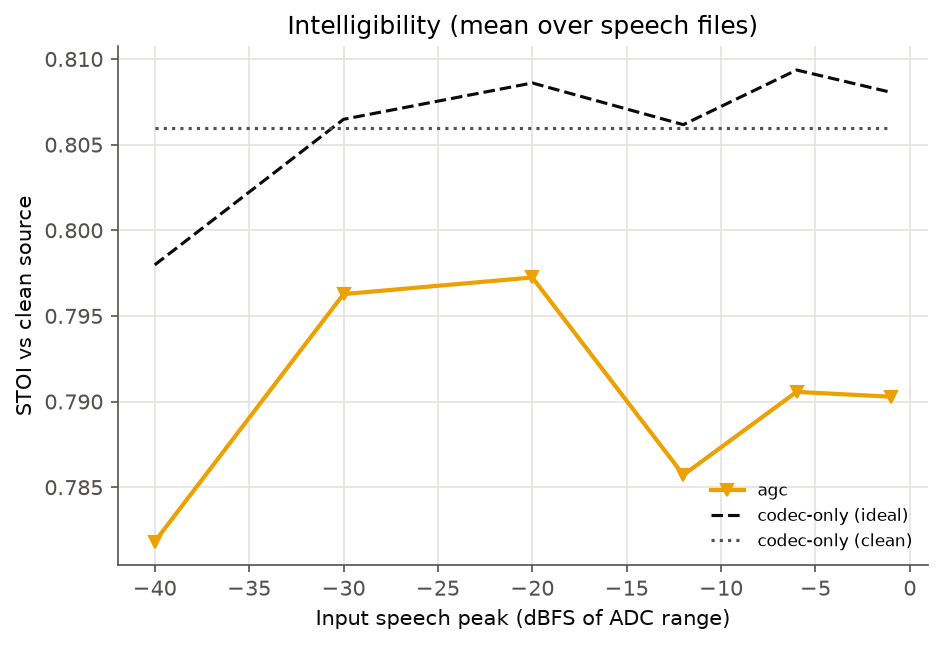 Intelligibility (mean over speech files)
STOI vs clean source
0.810
0.805
0.800
0.795
0.790
0.785
agc
codec-only (ideal)
codec-only (clean)
−40
−35
−30
−25
−20
−15
−10
−5
0
Input speech peak (dBFS of ADC range)